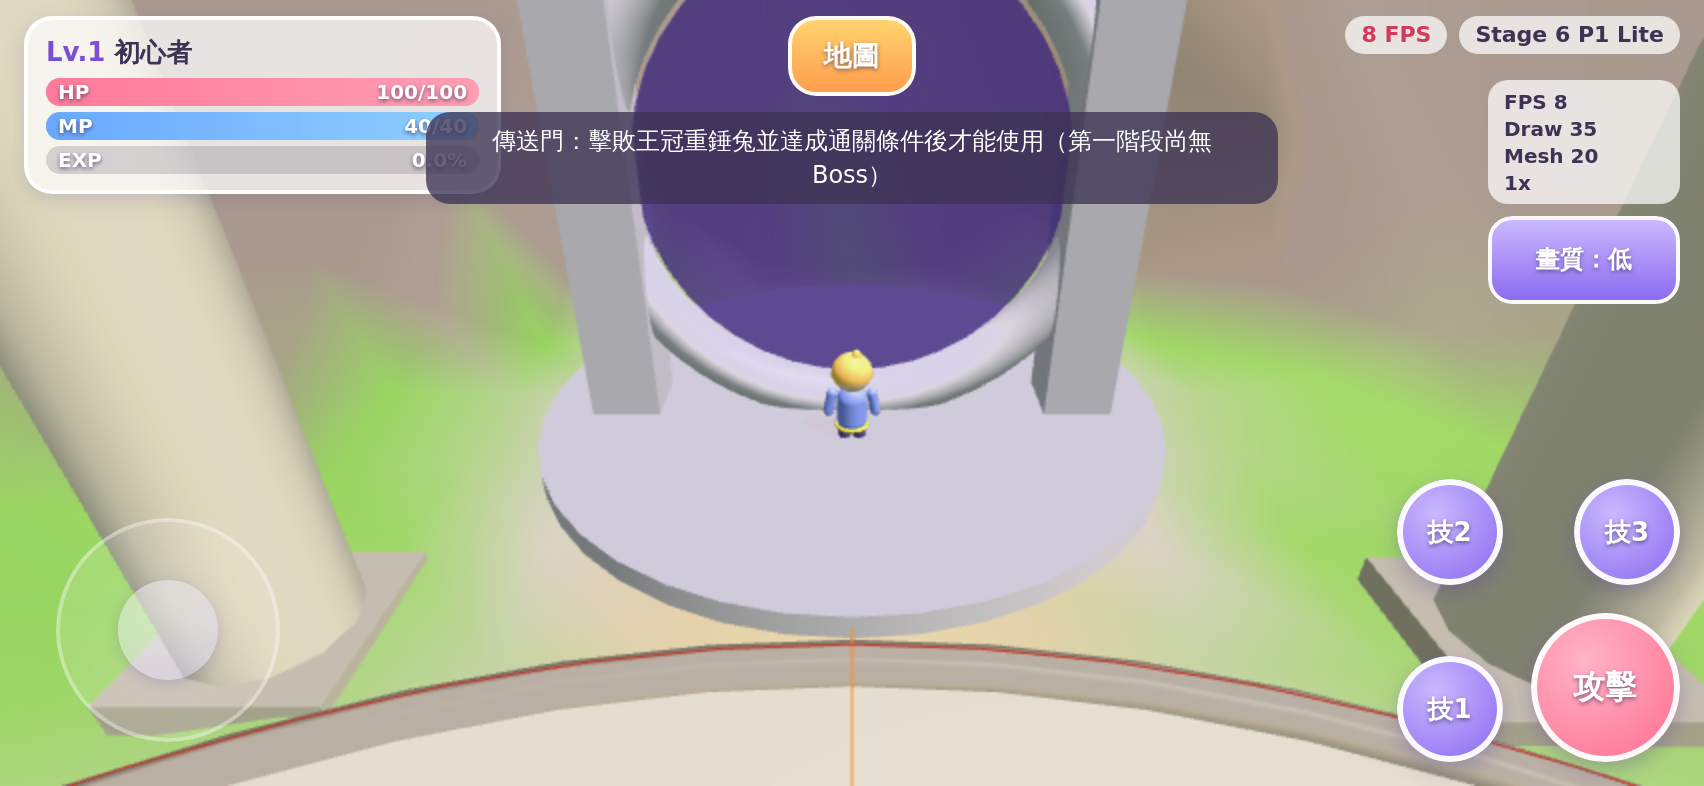 Lv.1 初心者
HP 100/100
MP 40/40
EXP 0.0%
地圖
8 FPS
Stage 6 P1 Lite
傳送門：擊敗王冠重錘兔並達成通關條件後才能使用（第一階段尚無
Boss）
FPS 8
Draw 35
Mesh 20
1x
畫質：低
技2
技3
技1
攻擊